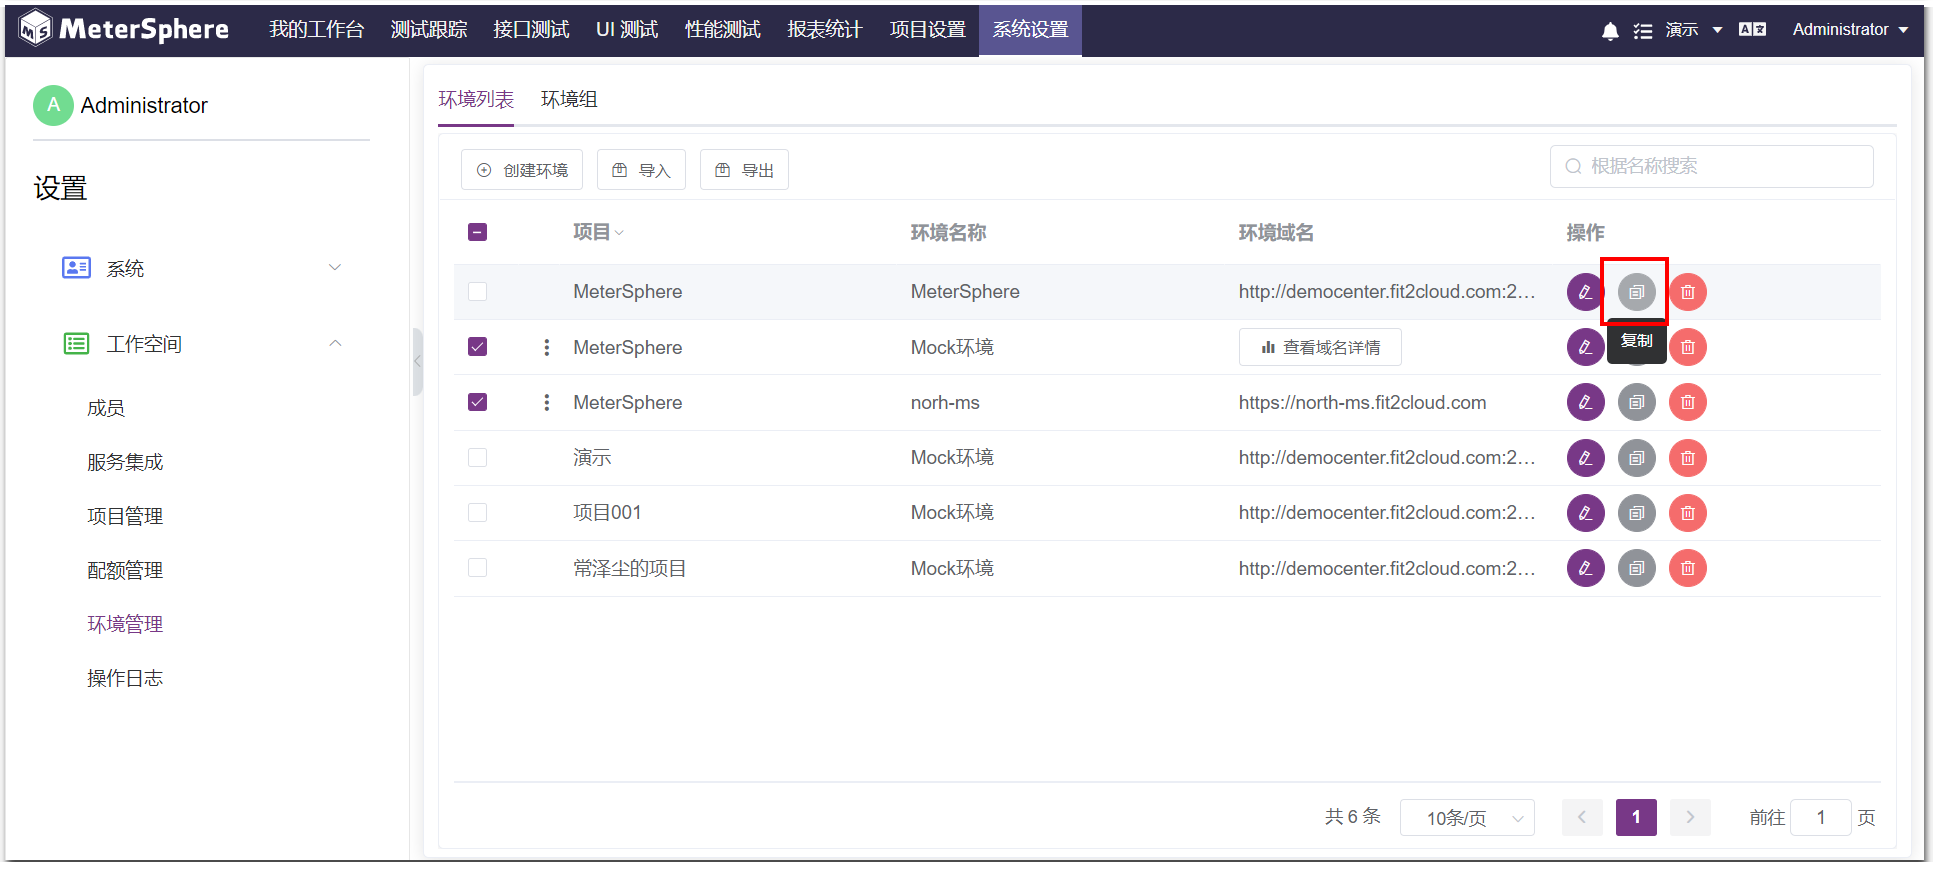 MeterSphere 我的工作台 测试跟踪 接口测试 UI 测试 性能测试 报表统计 项目设置 系统设置 演示 Administrator
A Administrator
设置
系统
工作空间
成员
服务集成
项目管理
配额管理
环境管理
操作日志
环境列表 环境组
创建环境 导入 导出 根据名称搜索
项目 环境名称 环境域名 操作
MeterSphere MeterSphere http://democenter.fit2cloud.com:2...
MeterSphere Mock环境 查看域名详情 复制
MeterSphere norh-ms https://north-ms.fit2cloud.com
演示 Mock环境 http://democenter.fit2cloud.com:2...
项目001 Mock环境 http://democenter.fit2cloud.com:2...
常泽尘的项目 Mock环境 http://democenter.fit2cloud.com:2...
共 6 条 10条/页 1 前往 1 页